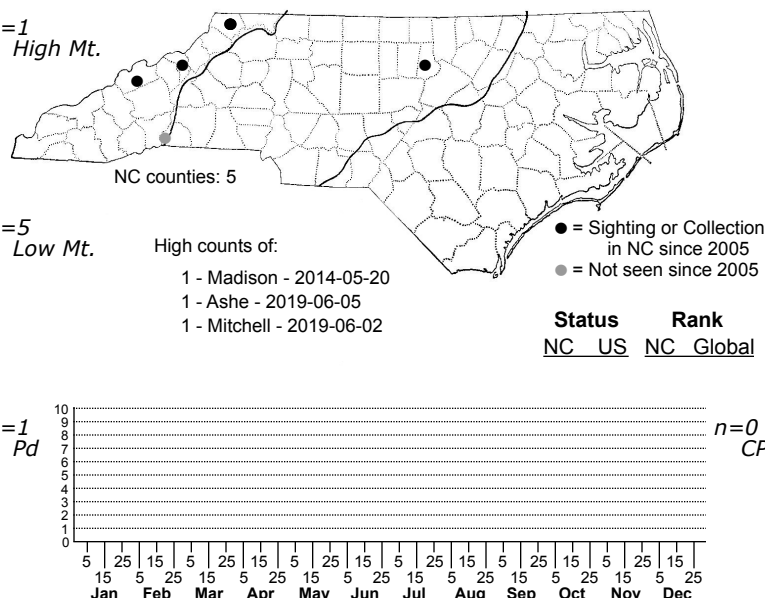 =1
High Mt.
NC counties: 5
=5
Low Mt.
High counts of:
1 - Madison - 2014-05-20
1 - Ashe - 2019-06-05
1 - Mitchell - 2019-06-02
● = Sighting or Collection
in NC since 2005
● = Not seen since 2005
Status Rank
NC US NC Global
=1
Pd
n=0
CP
10
9
8
7
6
5
4
3
2
1
0
5 25 15 5 25 15 5 25 15 5 25 15 5 25 15 5 25 15
15 5 25 15 5 25 15 5 25 15 5 25 15 5 25 15 5 25
Jan Feb Mar Apr May Jun Jul Aug Sep Oct Nov Dec